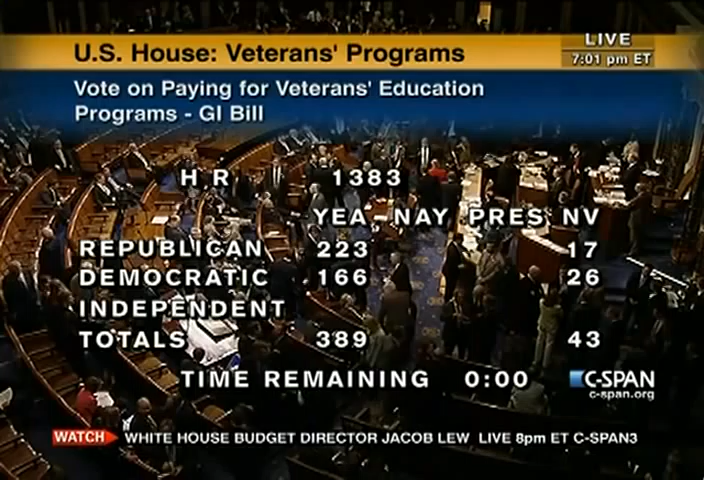 U.S. House: Veterans' Programs
LIVE
7:01 pm ET
Vote on Paying for Veterans' Education
Programs - GI Bill
H R 1383
YEA NAY PRES NV
REPUBLICAN 223 17
DEMOCRATIC 166 26
INDEPENDENT
TOTALS 389 43
TIME REMAINING 0:00
C-SPAN
c-span.org
WATCH WHITE HOUSE BUDGET DIRECTOR JACOB LEW LIVE 8pm ET C-SPAN3